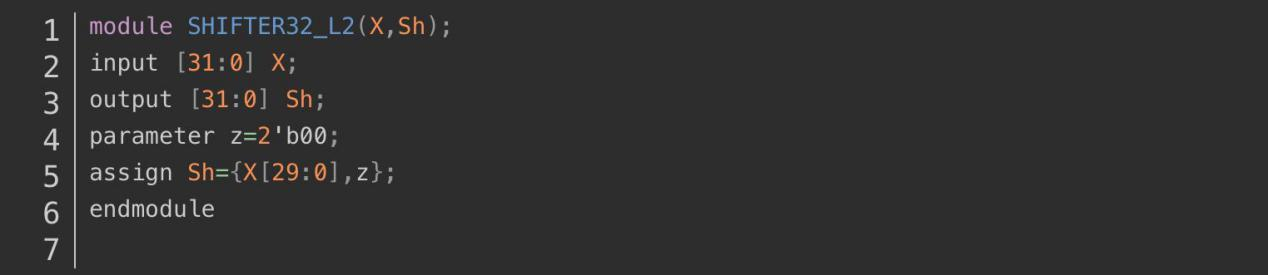 1 module SHIFTER32_L2(X,Sh);
2 input [31:0] X;
3 output [31:0] Sh;
4 parameter z=2'b00;
5 assign Sh={X[29:0],z};
6 endmodule
7